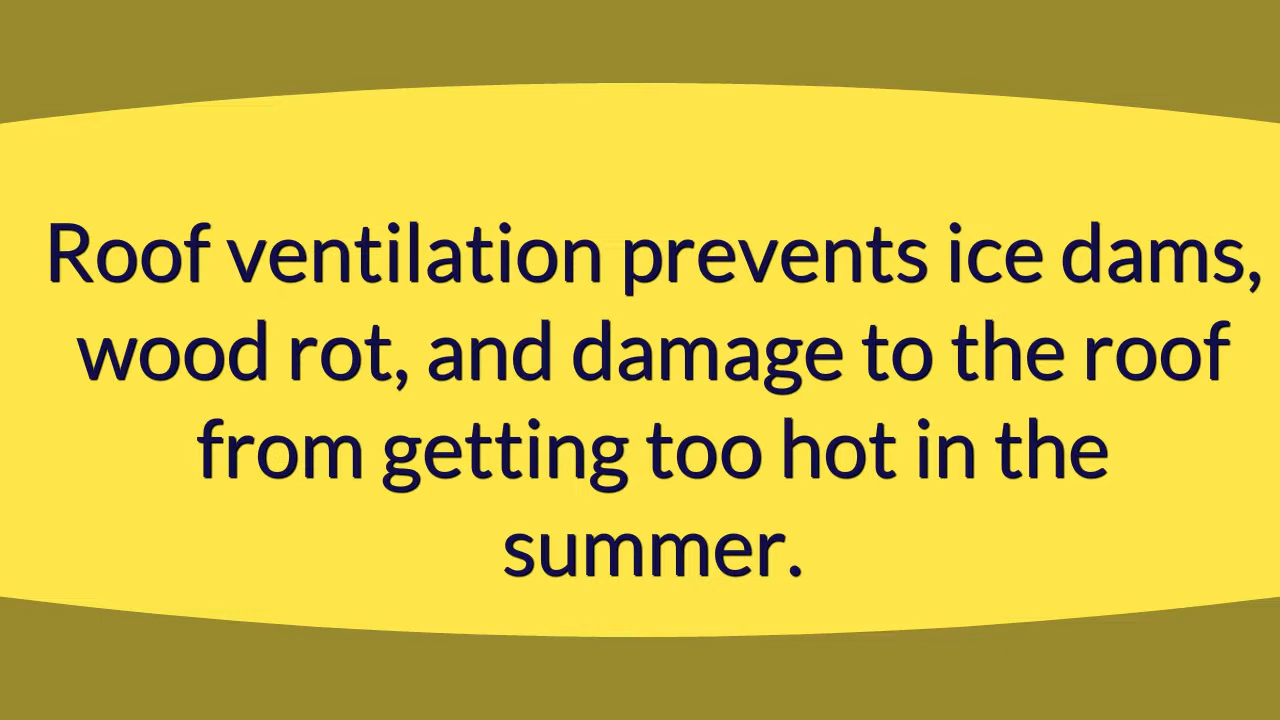 Roof ventilation prevents ice dams,
wood rot, and damage to the roof
from getting too hot in the
summer.